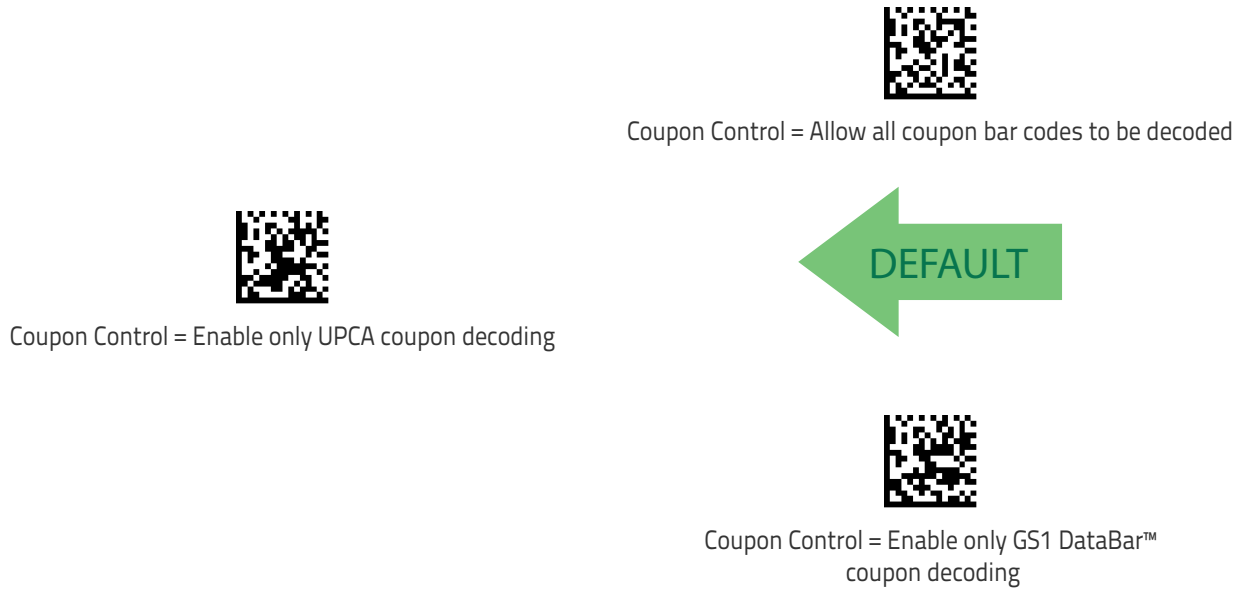 Coupon Control = Allow all coupon bar codes to be decoded
DEFAULT
Coupon Control = Enable only UPCA coupon decoding
Coupon Control = Enable only GS1 DataBar™
coupon decoding